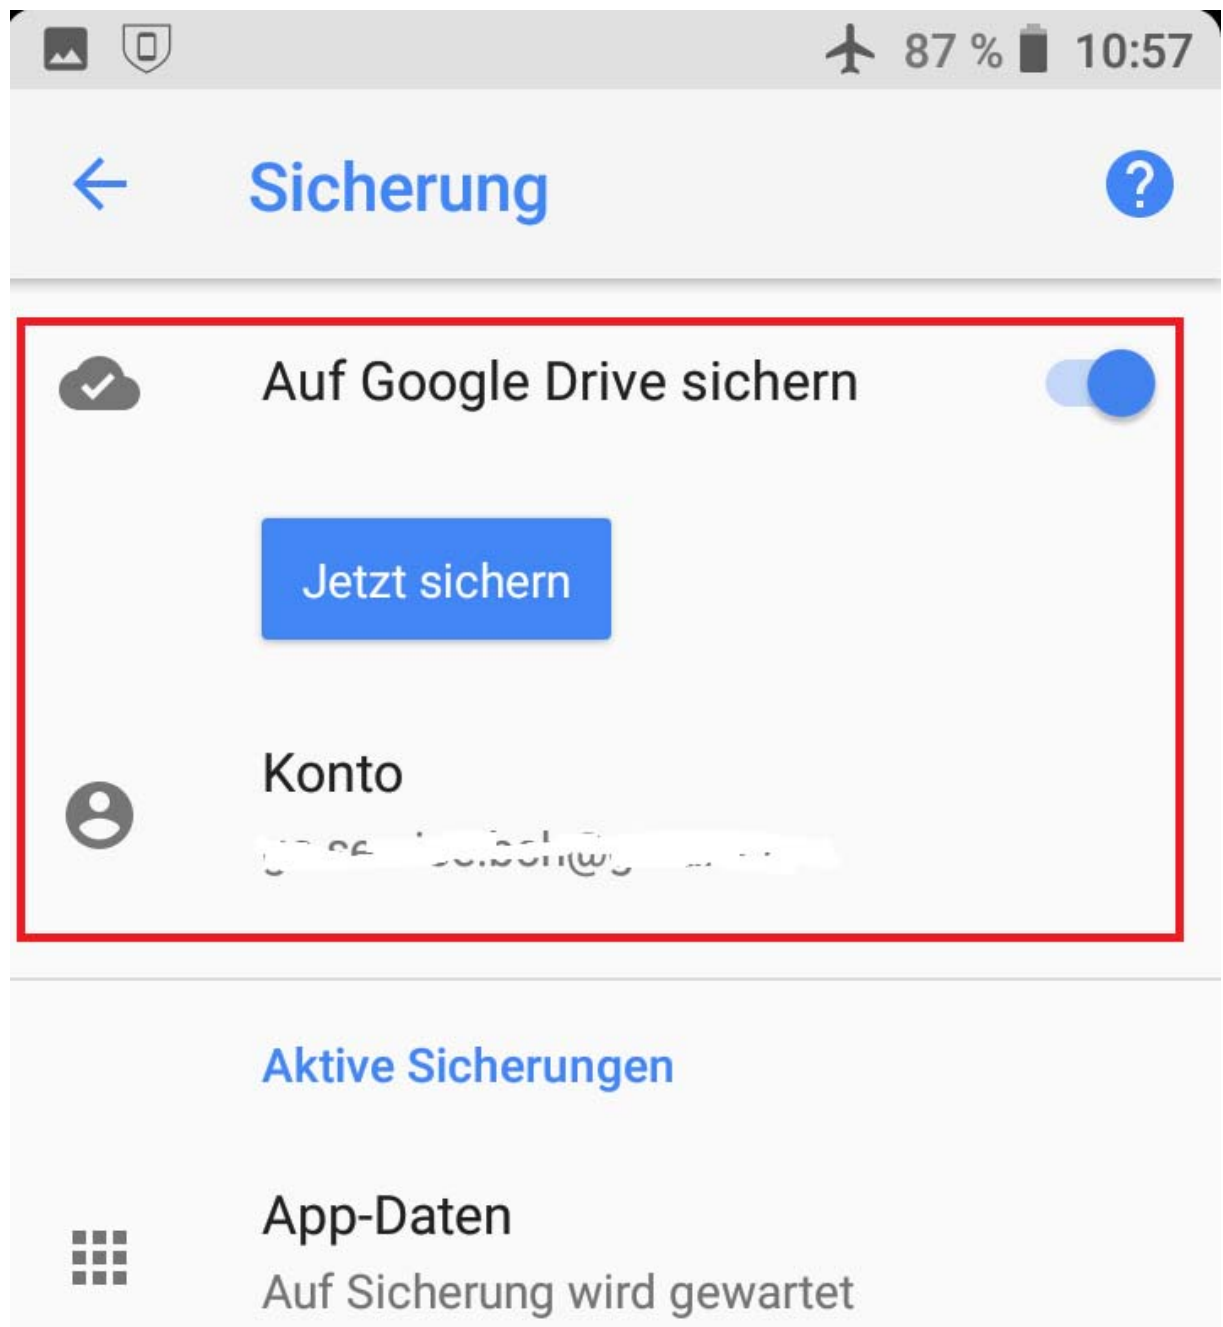 87 % 10:57
Sicherung
Auf Google Drive sichern
Jetzt sichern
Konto
Aktive Sicherungen
App-Daten
Auf Sicherung wird gewartet